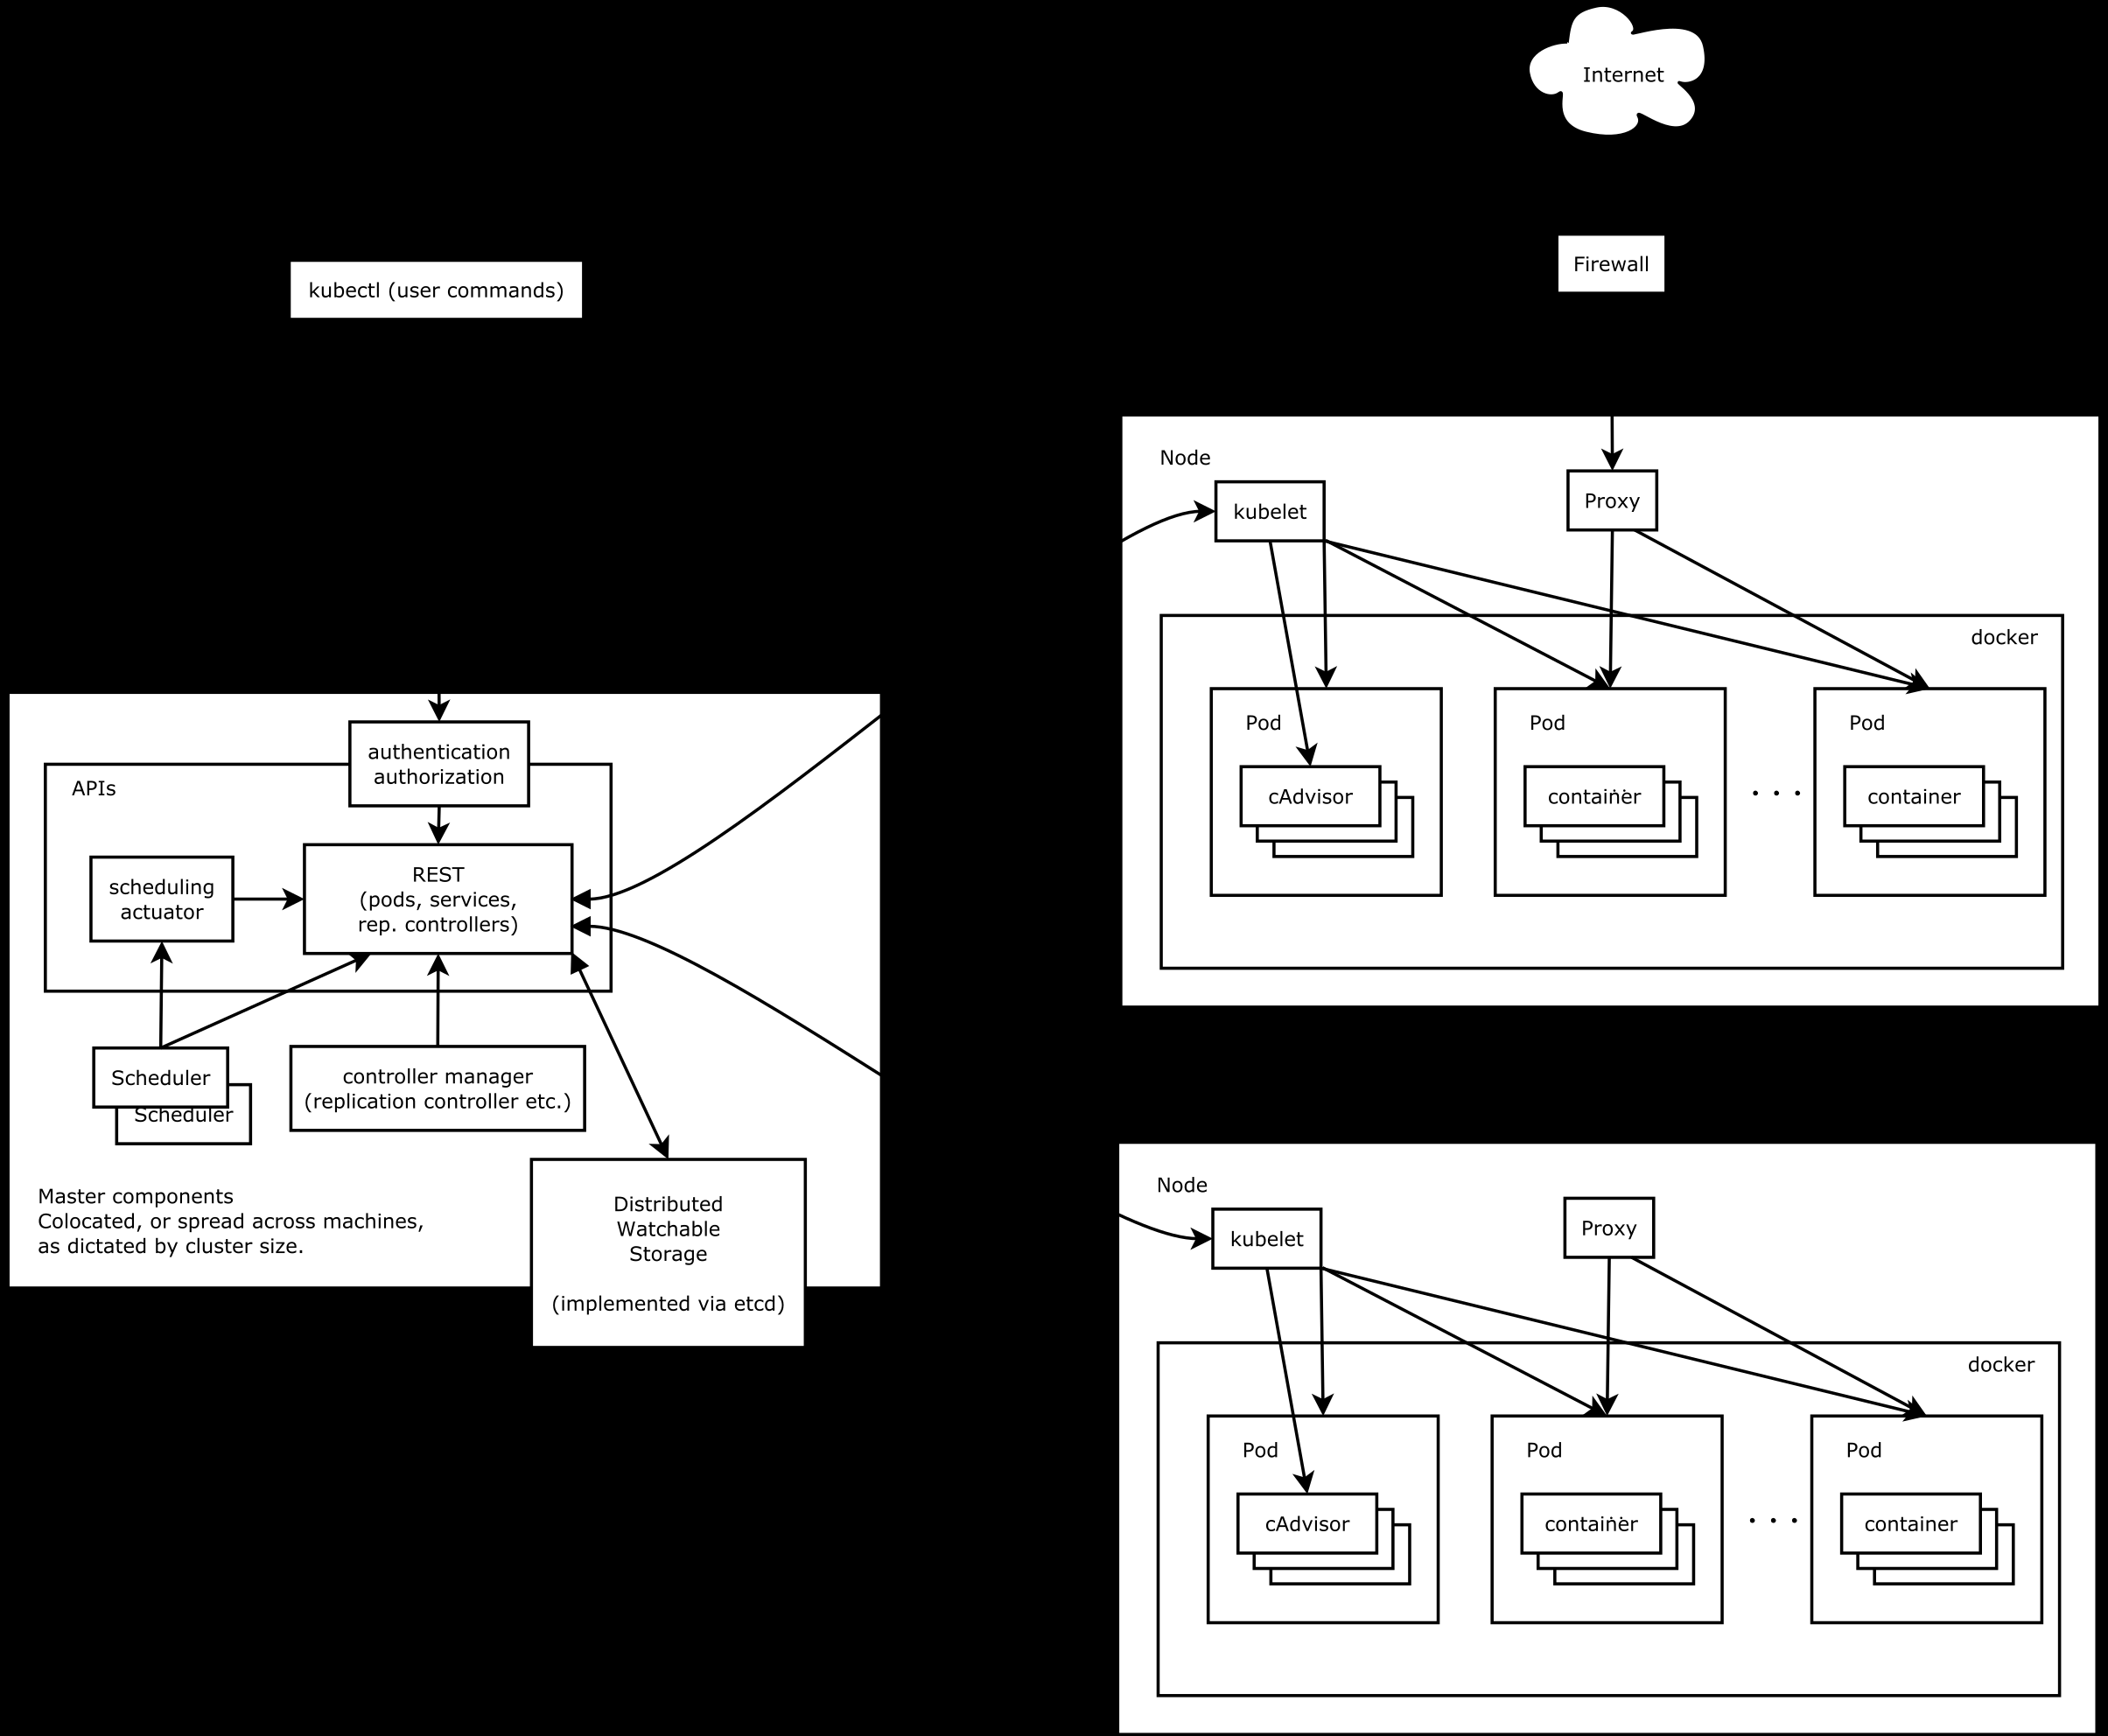 Internet
Firewall
kubectl (user commands)
Node
kubelet
Proxy
docker
Pod
Pod
Pod
cAdvisor
container
. .
container
. . .
authentication
authorization
APIs
REST
(pods, services,
rep. controllers)
scheduling
actuator
Scheduler
Scheduler
controller manager
(replication controller etc.)
Master components
Colocated, or spread across machines,
as dictated by cluster size.
Distributed
Watchable
Storage
(implemented via etcd)
Node
kubelet
Proxy
docker
Pod
Pod
Pod
cAdvisor
container
. .
container
. . .